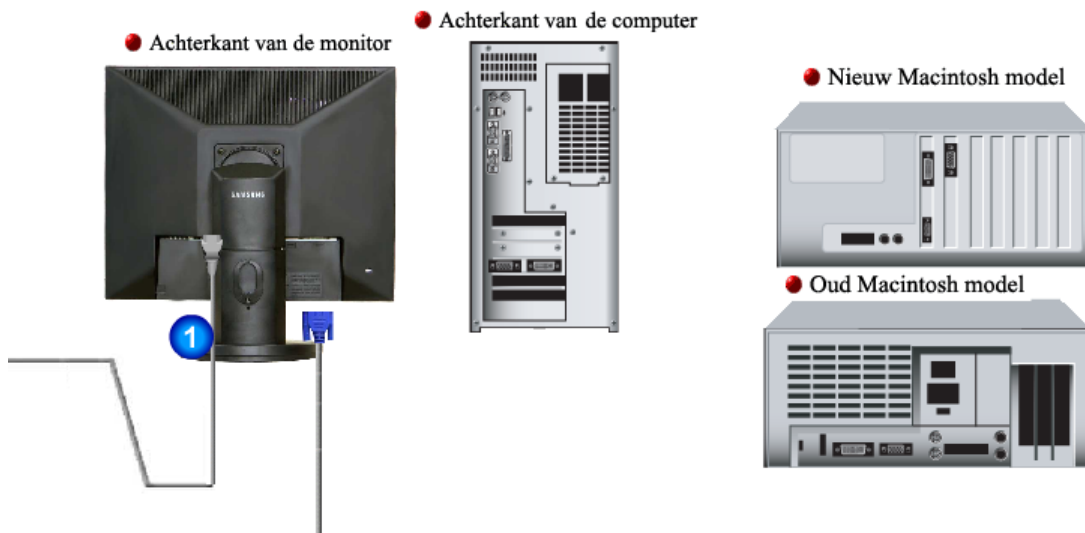 Achterkant van de monitor
Achterkant van de computer
Nieuw Macintosh model
SAMSUNG
Oud Macintosh model
1